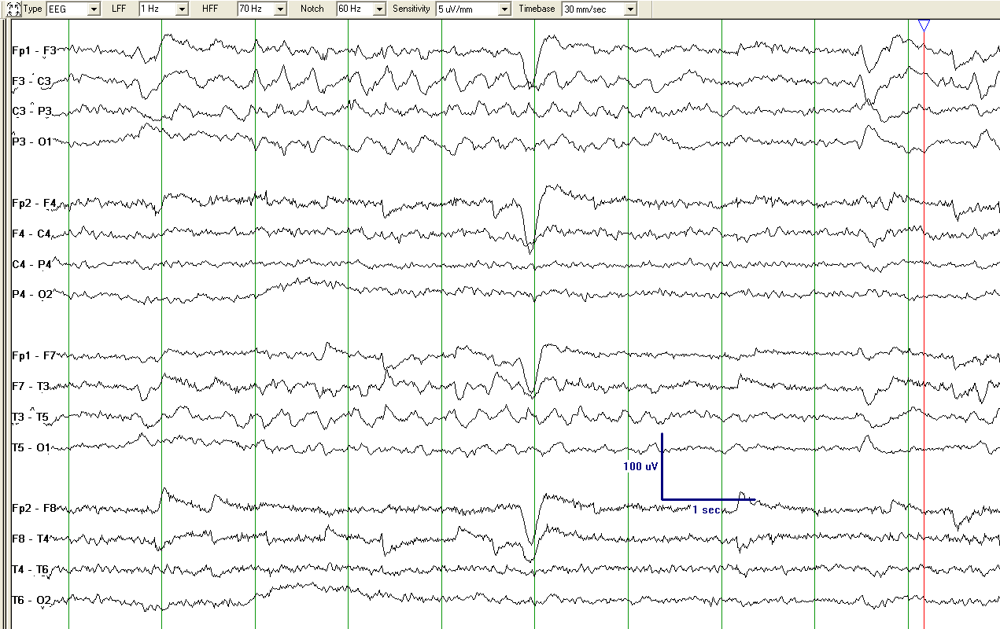 Type EEG LFF 1 Hz HFF 70 Hz Notch 60 Hz Sensitivity 5 uV/mm Timebase 30 mm/sec
Fp1 - F3
F3 - C3
C3 - P3
P3 - O1
Fp2 - F4
F4 - C4
C4 - P4
P4 - O2
Fp1 - F7
F7 - T3
T3 - T5
T5 - O1
100 uV
Fp2 - F8
1 sec
F8 - T4
T4 - T6
T6 - O2